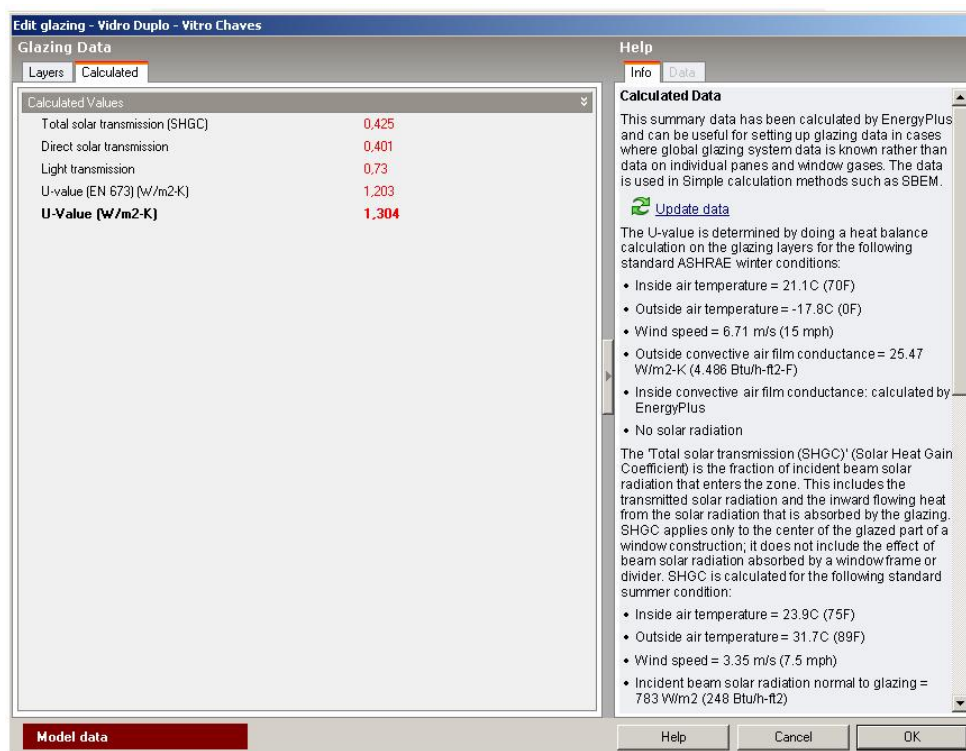 Edit glazing - Vidro Duplo - Vitro Chaves
Glazing Data
Layers Calculated
Calculated Values
Total solar transmission (SHGC) 0,425
Direct solar transmission 0,401
Light transmission 0,73
U-value (EN 673) (W/m2-K) 1,203
U-Value (W/m2-K) 1,304
Model data
Help
Info Data
Calculated Data
This summary data has been calculated by EnergyPlus
and can be useful for setting up glazing data in cases
where global glazing system data is known rather than
data on individual panes and window gases. The data
is used in Simple calculation methods such as SBEM.
Update data
The U-value is determined by doing a heat balance
calculation on the glazing layers for the following
standard ASHRAE winter conditions:
• Inside air temperature = 21.1C (70F)
• Outside air temperature = -17.8C (0F)
• Wind speed = 6.71 m/s (15 mph)
• Outside convective air film conductance = 25.47
W/m2-K (4.486 Btu/h-ft2-F)
• Inside convective air film conductance: calculated by
EnergyPlus
• No solar radiation
The 'Total solar transmission (SHGC)' (Solar Heat Gain
Coefficient) is the fraction of incident beam solar
radiation that enters the zone. This includes the
transmitted solar radiation and the inward flowing heat
from the solar radiation that is absorbed by the glazing.
SHGC applies only to the center of the glazed part of a
window construction; it does not include the effect of
beam solar radiation absorbed by a window frame or
divider. SHGC is calculated for the following standard
summer condition:
• Inside air temperature = 23.9C (75F)
• Outside air temperature = 31.7C (89F)
• Wind speed = 3.35 m/s (7.5 mph)
• Incident beam solar radiation normal to glazing =
783 W/m2 (248 Btu/h-ft2)
Help Cancel OK